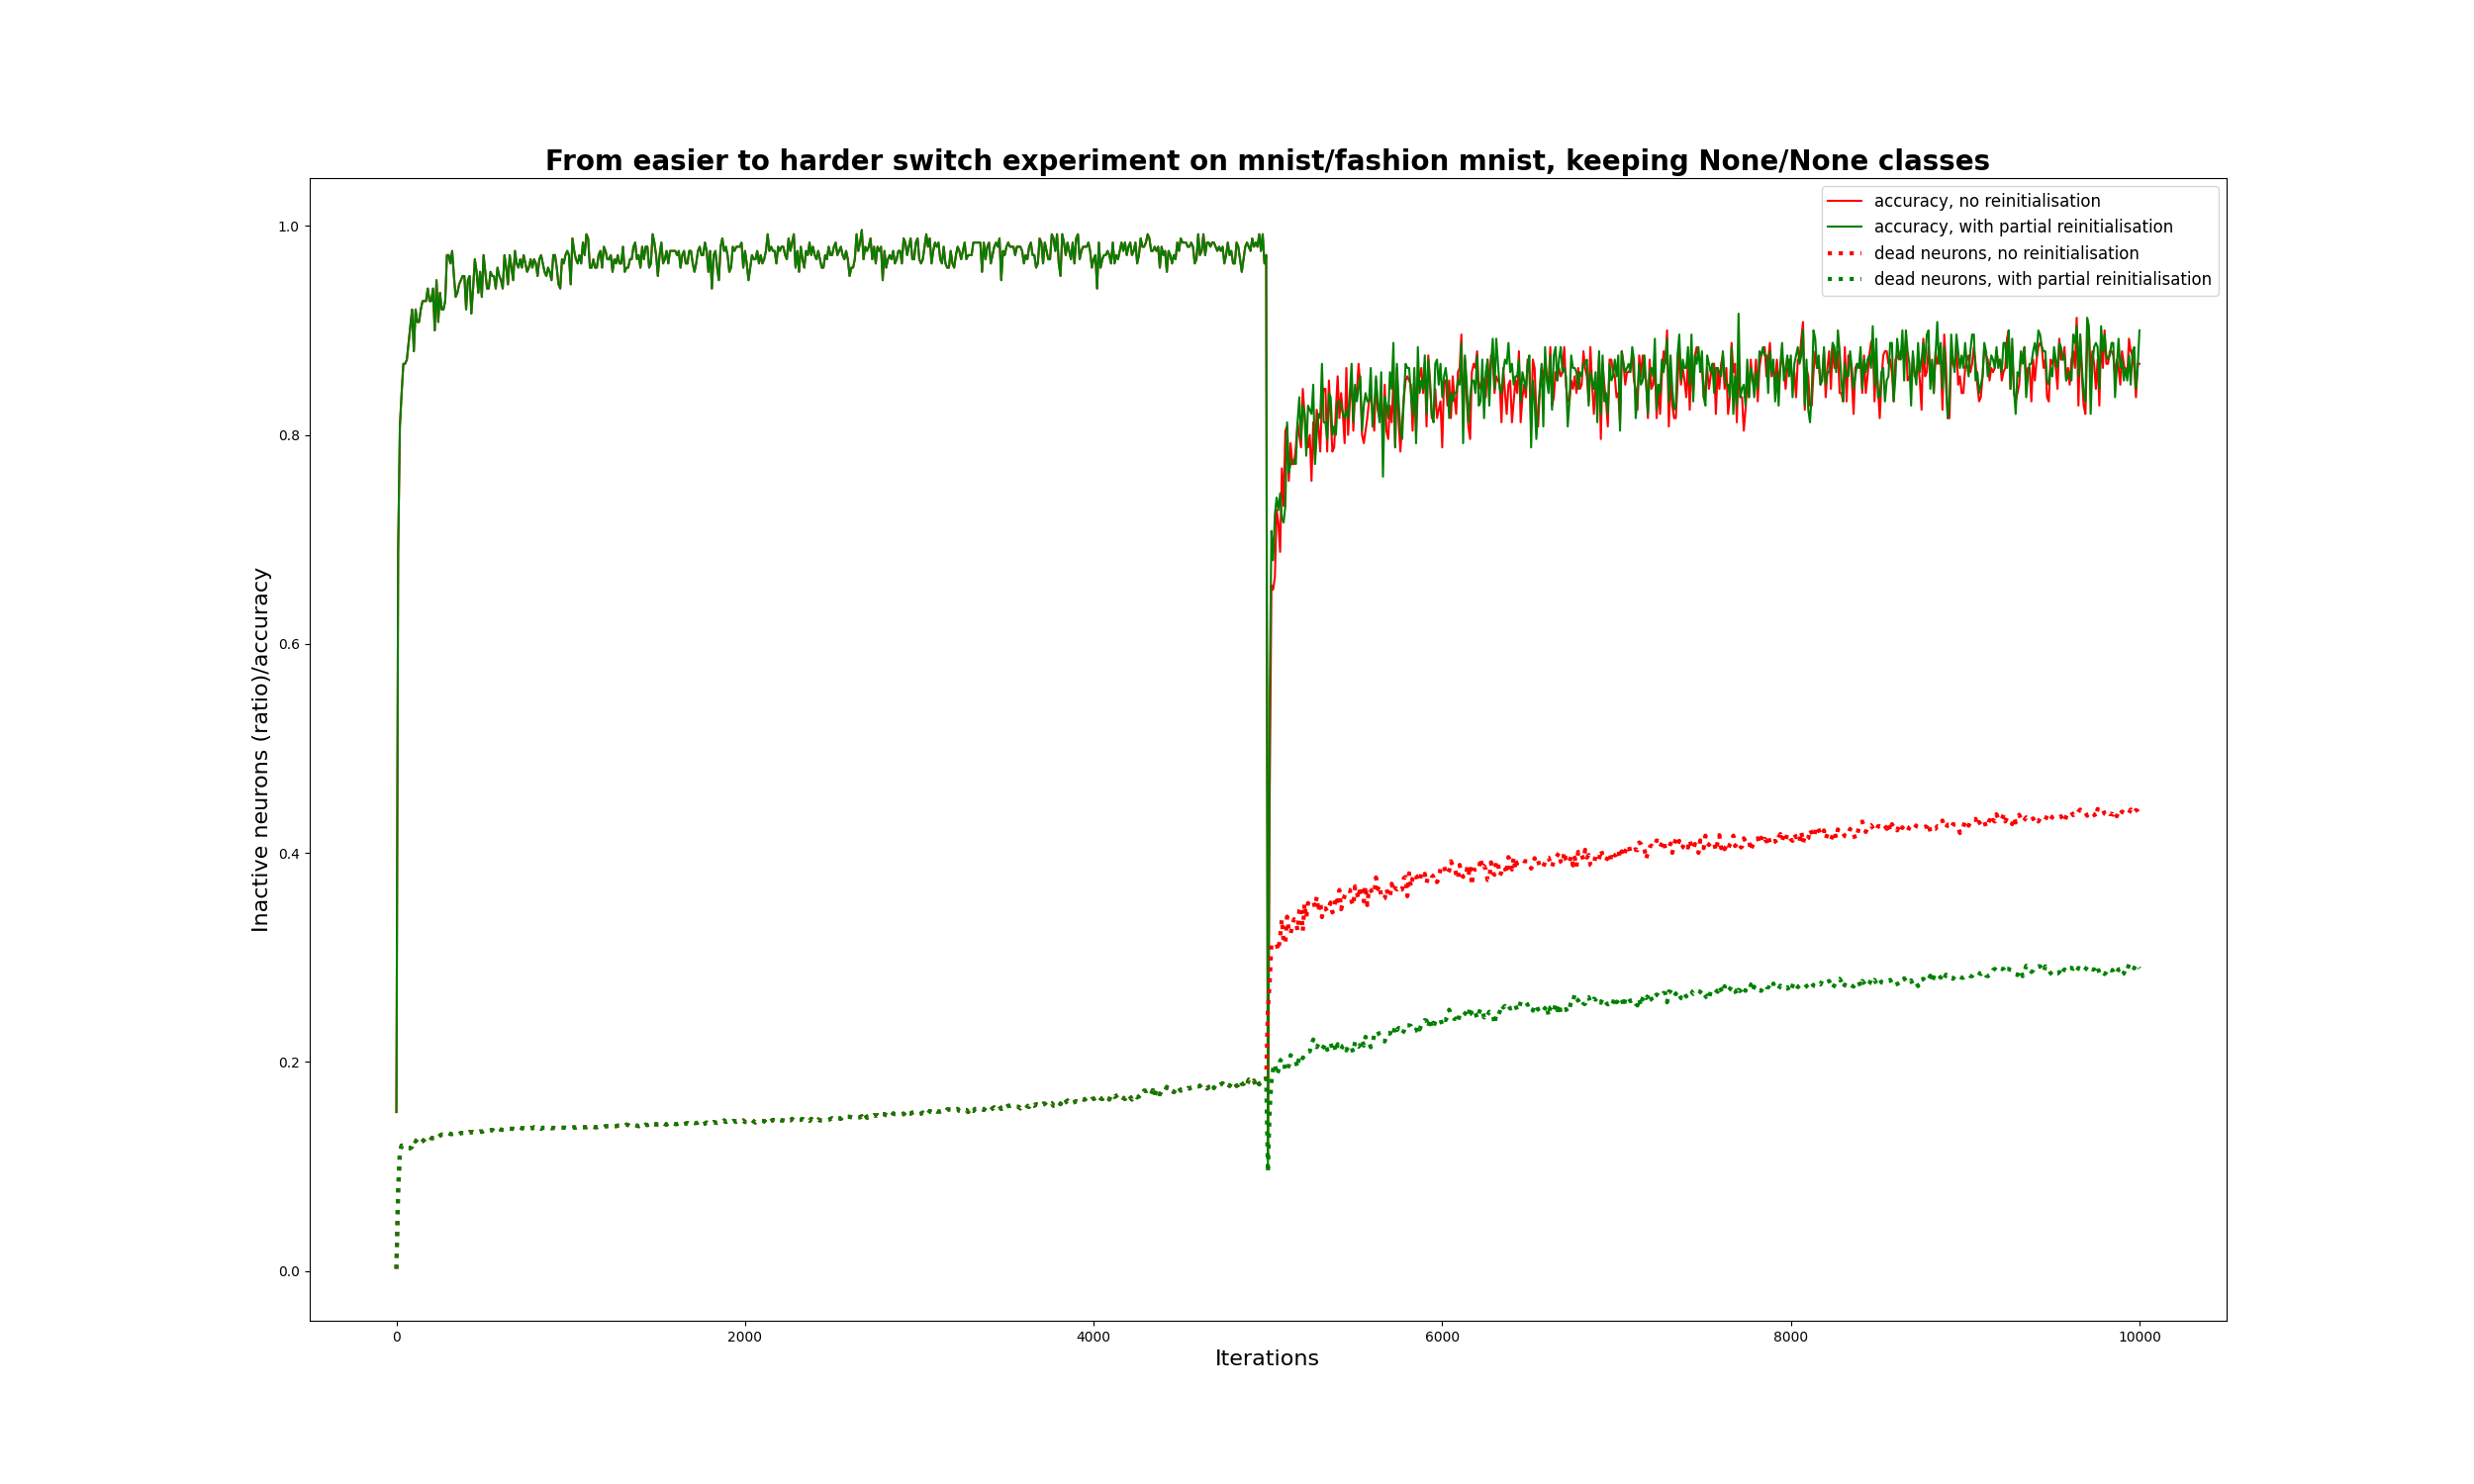 From easier to harder switch experiment on mnist/fashion mnist, keeping None/None classes
accuracy, no reinitialisation
accuracy, with partial reinitialisation
dead neurons, no reinitialisation
dead neurons, with partial reinitialisation
Inactive neurons (ratio)/accuracy
1.0
0.8
0.6
0.4
0.2
0.0
0 2000 4000 6000 8000 10000
Iterations